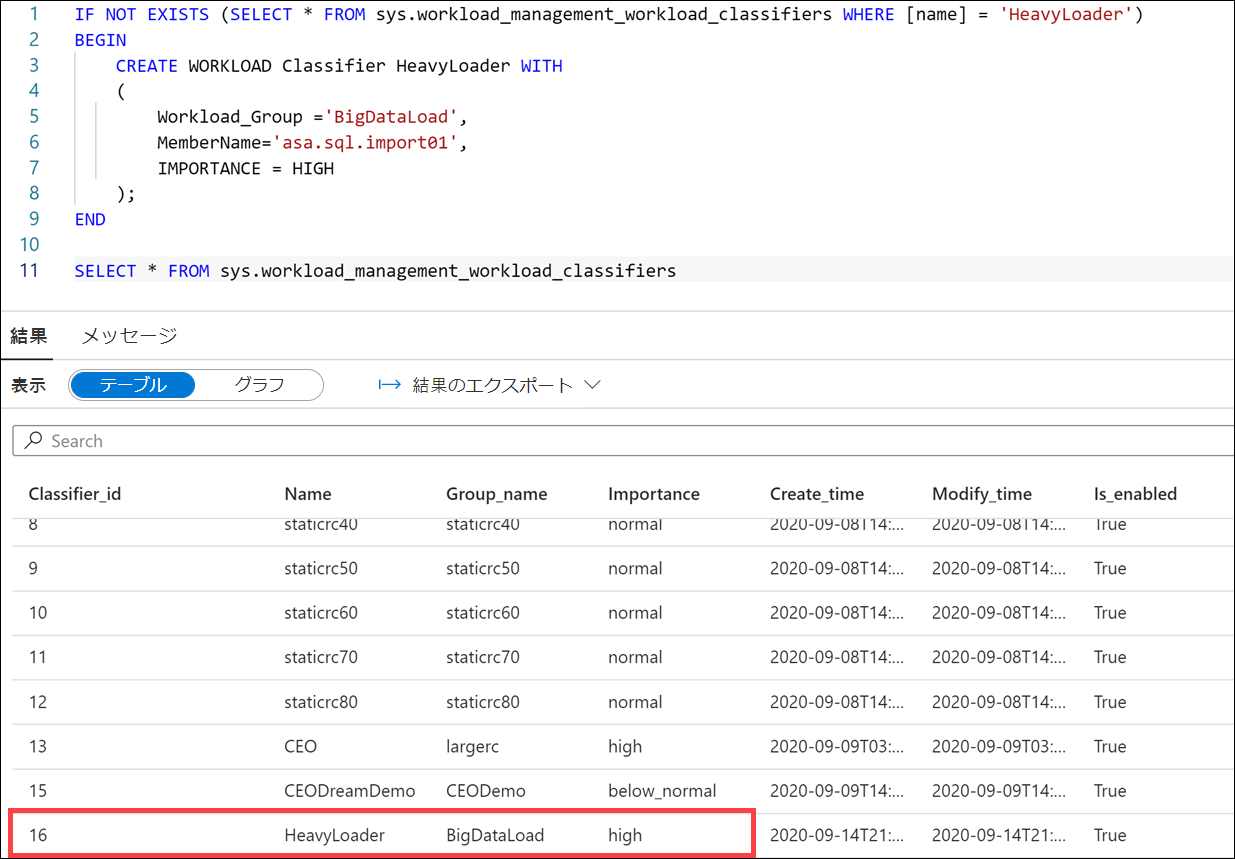 1 IF NOT EXISTS (SELECT * FROM sys.workload_management_workload_classifiers WHERE [name] = 'HeavyLoader')
2 BEGIN
3 CREATE WORKLOAD Classifier HeavyLoader WITH
4 (
5 Workload_Group ='BigDataLoad',
6 MemberName='asa.sql.import01',
7 IMPORTANCE = HIGH
8 );
9 END
10
11 SELECT * FROM sys.workload_management_workload_classifiers
結果 メッセージ
表示 テーブル グラフ 結果のエクスポート
Search
Classifier_id Name Group_name Importance Create_time Modify_time Is_enabled
8 staticrc40 staticrc40 normal 2020-09-08T14:... 2020-09-08T14:... True
9 staticrc50 staticrc50 normal 2020-09-08T14:... 2020-09-08T14:... True
10 staticrc60 staticrc60 normal 2020-09-08T14:... 2020-09-08T14:... True
11 staticrc70 staticrc70 normal 2020-09-08T14:... 2020-09-08T14:... True
12 staticrc80 staticrc80 normal 2020-09-08T14:... 2020-09-08T14:... True
13 CEO largerc high 2020-09-09T03:... 2020-09-09T03:... True
15 CEODreamDemo CEODemo below_normal 2020-09-09T14:... 2020-09-09T14:... True
16 HeavyLoader BigDataLoad high 2020-09-14T21:... 2020-09-14T21:... True